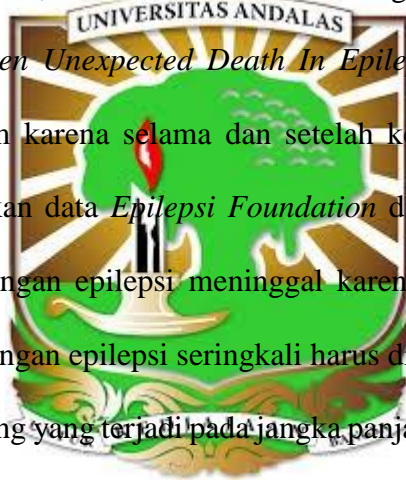 UNIVERSITAS ANDALAS
en Unexpected Death In Epile
karena selama dan setelah k
an data Epilepsi Foundation d
ngan epilepsi meninggal karen
ngan epilepsi seringkali harus d
ng yang terjadi pada jangka panja